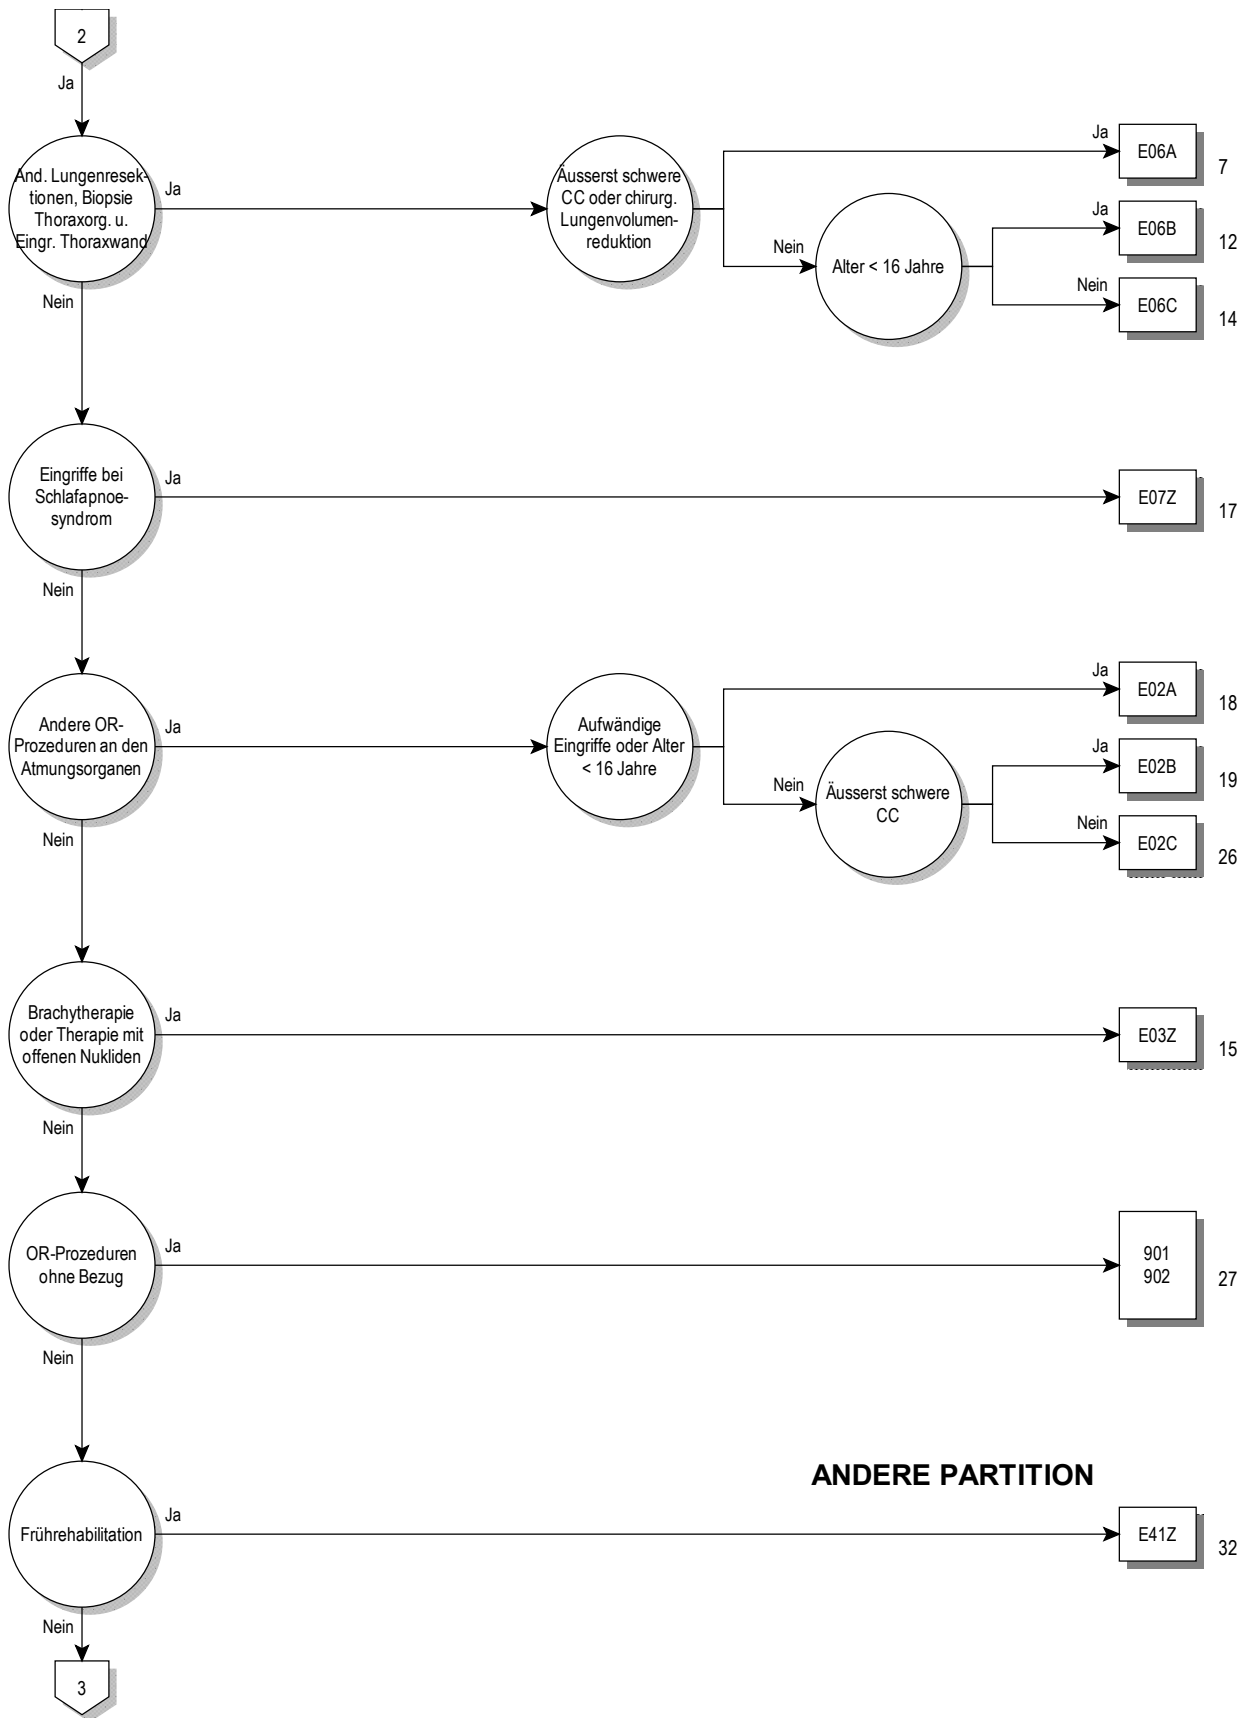 2
Ja
And. Lungenresek-
tionen, Biopsie
Thoraxorg. u.
Eingr. Thoraxwand
Ja
Äusserst schwere
CC oder chirurg.
Lungenvolumen-
reduktion
Ja
E06A
7
Nein
Alter < 16 Jahre
Ja
E06B
12
Nein
E06C
14
Nein
Eingriffe bei
Schlafapnoe-
syndrom
Ja
E07Z
17
Nein
Andere OR-
Prozeduren an den
Atmungsorganen
Ja
Aufwändige
Eingriffe oder Alter
< 16 Jahre
Ja
E02A
18
Nein
Äusserst schwere
CC
Ja
E02B
19
Nein
E02C
26
Nein
Brachytherapie
oder Therapie mit
offenen Nukliden
Ja
E03Z
15
Nein
OR-Prozeduren
ohne Bezug
Ja
901
902
27
Nein
ANDERE PARTITION
Frührehabilitation
Ja
E41Z
32
Nein
3